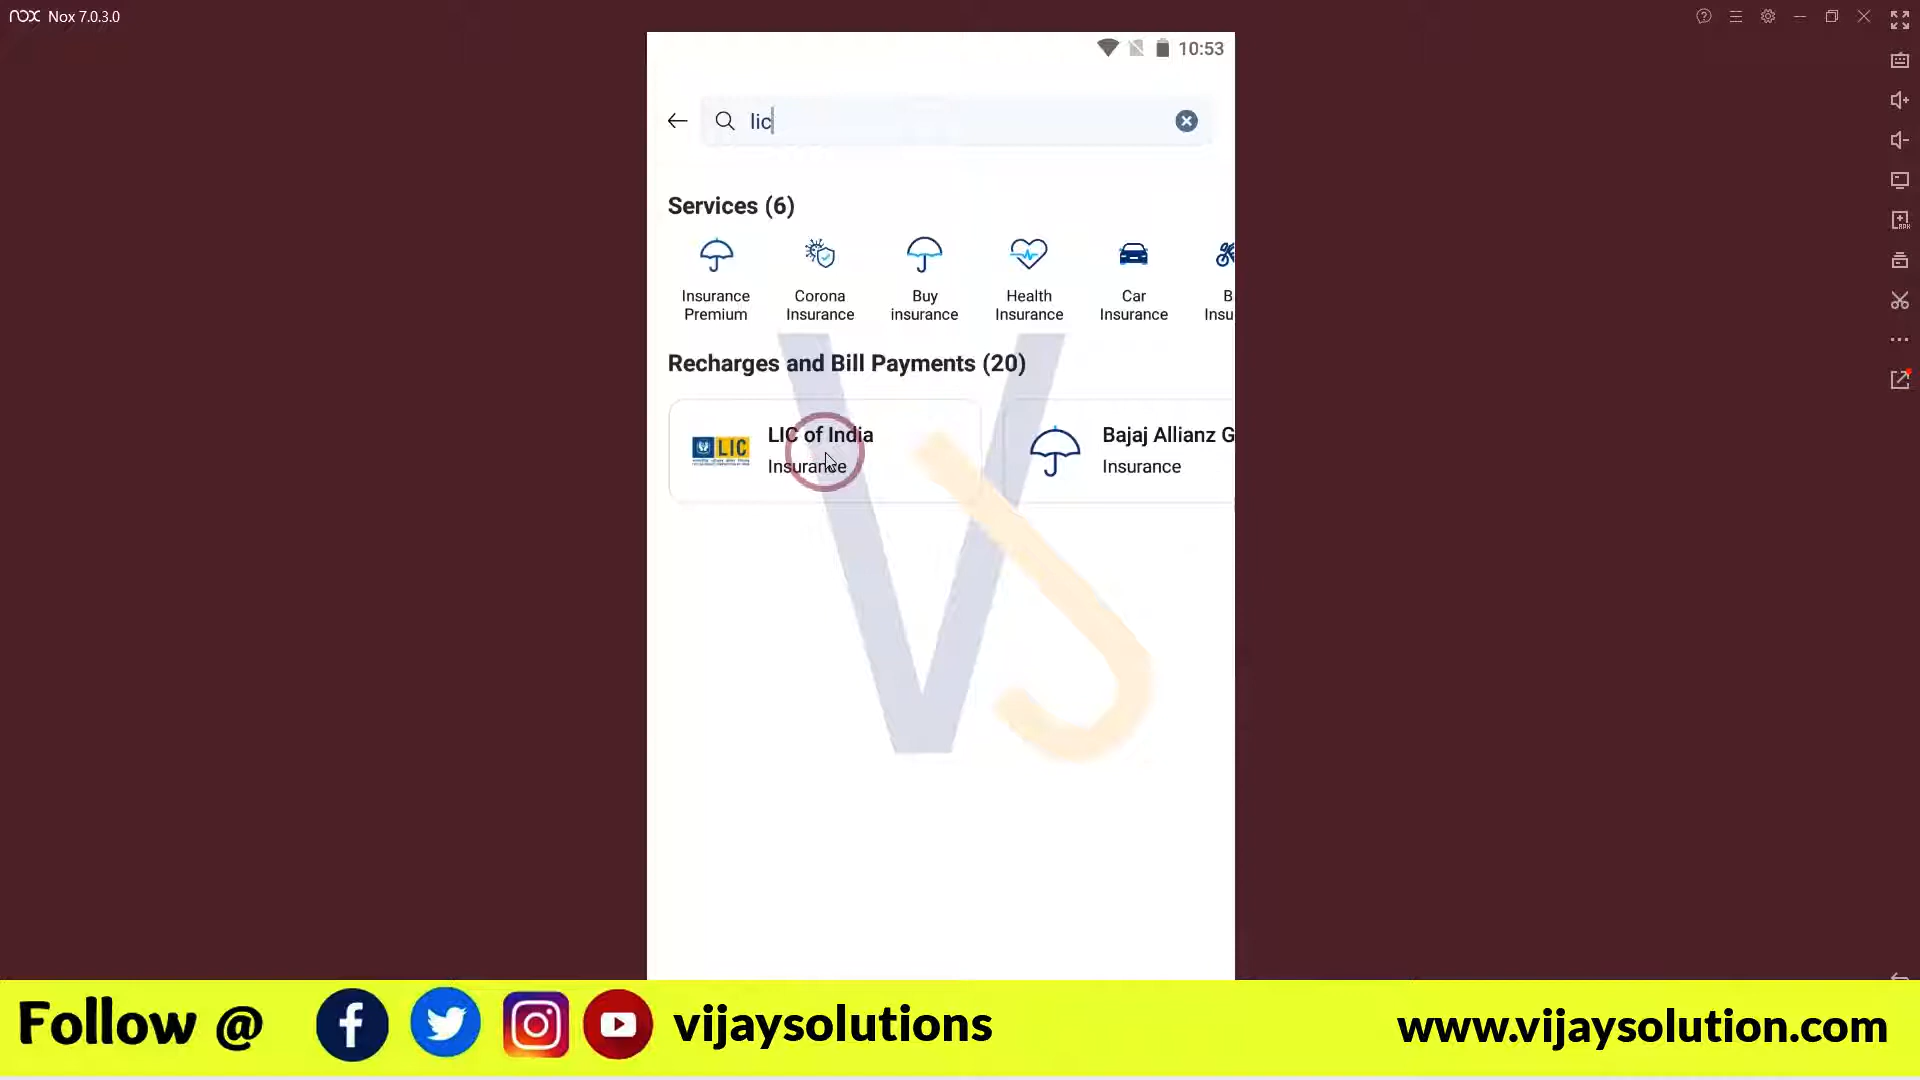 nox Nox 7.0.3.0
10:53
lic
Services (6)
Insurance Premium
Corona Insurance
Buy insurance
Health Insurance
Car Insurance
Recharges and Bill Payments (20)
LIC
LIC of India
Insurance
Bajaj Allianz G
Insurance
VJ
Follow @ vijaysolutions
www.vijaysolution.com